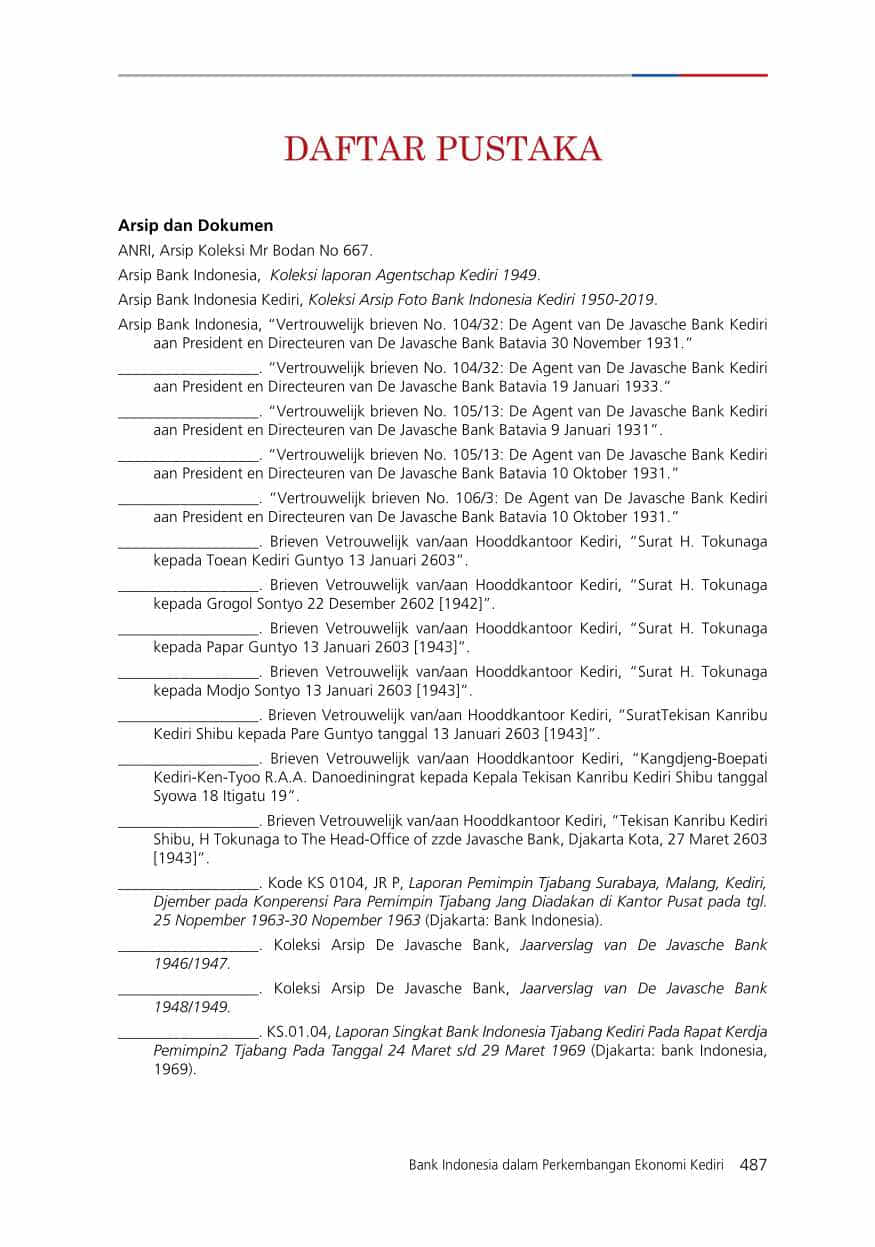 DAFTAR PUSTAKA
Arsip dan Dokumen
ANRI, Arsip Koleksi Mr Bodan No 667.
Arsip Bank Indonesia, Koleksi laporan Agentschap Kediri 1949.
Arsip Bank Indonesia Kediri, Koleksi Arsip Foto Bank Indonesia Kediri 1950-2019.
Arsip Bank Indonesia, “Vertrouwelijk brieven No. 104/32: De Agent van De Javasche Bank Kediri
aan President en Directeuren van De Javasche Bank Batavia 30 November 1931.”
__________________. “Vertrouwelijk brieven No. 104/32: De Agent van De Javasche Bank Kediri
aan President en Directeuren van De Javasche Bank Batavia 19 Januari 1933.”
__________________. “Vertrouwelijk brieven No. 105/13: De Agent van De Javasche Bank Kediri
aan President en Directeuren van De Javasche Bank Batavia 9 Januari 1931”.
__________________. “Vertrouwelijk brieven No. 105/13: De Agent van De Javasche Bank Kediri
aan President en Directeuren van De Javasche Bank Batavia 10 Oktober 1931.”
__________________. “Vertrouwelijk brieven No. 106/3: De Agent van De Javasche Bank Kediri
aan President en Directeuren van De Javasche Bank Batavia 10 Oktober 1931.”
__________________. Brieven Vetrouwelijk van/aan Hooddkantoor Kediri, “Surat H. Tokunaga
kepada Toean Kediri Guntyo 13 Januari 2603”.
__________________. Brieven Vetrouwelijk van/aan Hooddkantoor Kediri, “Surat H. Tokunaga
kepada Grogol Sontyo 22 Desember 2602 [1942]”.
__________________. Brieven Vetrouwelijk van/aan Hooddkantoor Kediri, “Surat H. Tokunaga
kepada Papar Guntyo 13 Januari 2603 [1943]”.
__________________. Brieven Vetrouwelijk van/aan Hooddkantoor Kediri, “Surat H. Tokunaga
kepada Modjo Sontyo 13 Januari 2603 [1943]”.
__________________. Brieven Vetrouwelijk van/aan Hooddkantoor Kediri, “SuratTekisan Kanribu
Kediri Shibu kepada Pare Guntyo tanggal 13 Januari 2603 [1943]”.
__________________. Brieven Vetrouwelijk van/aan Hooddkantoor Kediri, “Kangdjeng-Boepati
Kediri-Ken-Tyoo R.A.A. Danoediningrat kepada Kepala Tekisan Kanribu Kediri Shibu tanggal
Syowa 18 Itigatu 19”.
__________________. Brieven Vetrouwelijk van/aan Hooddkantoor Kediri, “Tekisan Kanribu Kediri
Shibu, H Tokunaga to The Head-Office of zzde Javasche Bank, Djakarta Kota, 27 Maret 2603
[1943]”.
__________________. Kode KS 0104, JR P, Laporan Pemimpin Tjabang Surabaya, Malang, Kediri,
Djember pada Konperensi Para Pemimpin Tjabang Jang Diadakan di Kantor Pusat pada tgl.
25 Nopember 1963-30 Nopember 1963 (Djakarta: Bank Indonesia).
__________________. Koleksi Arsip De Javasche Bank, Jaarverslag van De Javasche Bank
1946/1947.
__________________. Koleksi Arsip De Javasche Bank, Jaarverslag van De Javasche Bank
1948/1949.
__________________. KS.01.04, Laporan Singkat Bank Indonesia Tjabang Kediri Pada Rapat Kerdja
Pemimpin2 Tjabang Pada Tanggal 24 Maret s/d 29 Maret 1969 (Djakarta: bank Indonesia,
1969).
Bank Indonesia dalam Perkembangan Ekonomi Kediri 487